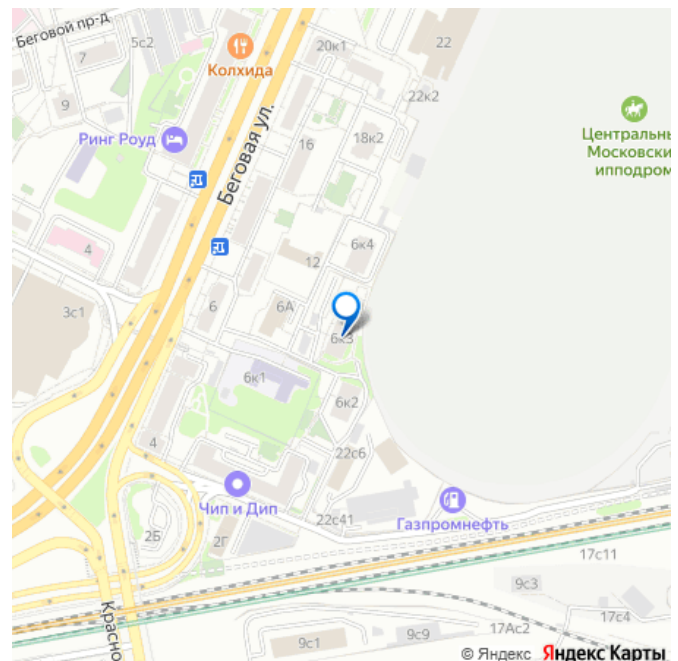 Беговой пр-д
5с2
20к1
22
7
Колхида
9
22к2
Ринг Роуд
Беговая ул.
16
18к2
Центральны
Московски
ипподром
4
12
6к4
3с1
6
6А
6к3
6к1
6к2
4
22с6
Чип и Дип
22с41
Газпромнефть
2Б
2Г
17с11
9с3
Красно
17с4
17Ас2
9с1
9с9
© Яндекс Яндекс Карты